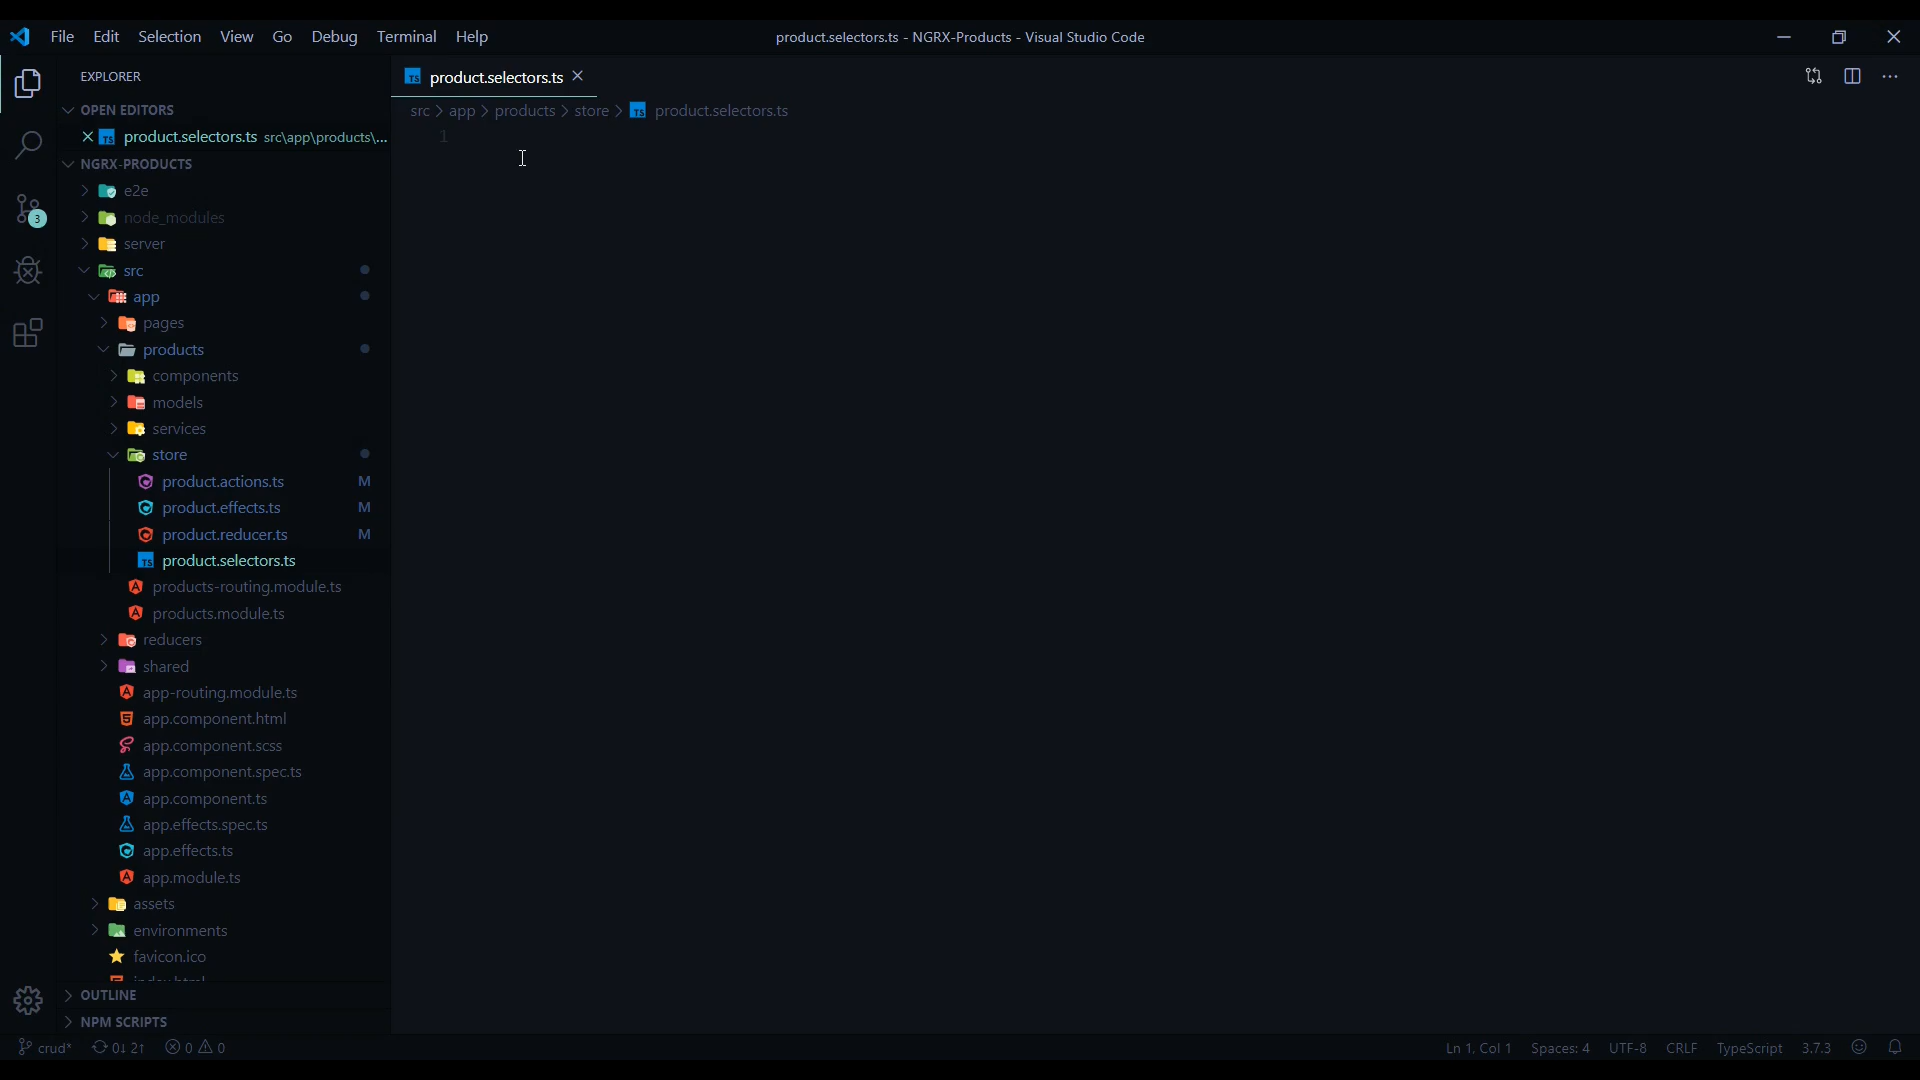 File Edit Selection View Go Debug Terminal Help
product.selectors.ts - NGRX-Products - Visual Studio Code
EXPLORER
OPEN EDITORS
product.selectors.ts src\app\products\...
NGRX-PRODUCTS
e2e
node_modules
server
src
app
pages
products
components
models
services
store
product.actions.ts M
product.effects.ts M
product.reducer.ts M
product.selectors.ts
products-routing.module.ts
products.module.ts
reducers
shared
app-routing.module.ts
app.component.html
app.component.scss
app.component.spec.ts
app.component.ts
app.effects.spec.ts
app.effects.ts
app.module.ts
assets
environments
favicon.ico
OUTLINE
NPM SCRIPTS
3
TS product.selectors.ts
src > app > products > store > TS product.selectors.ts
1
crud* 0↓ 2↑ 0 0
Ln 1, Col 1 Spaces: 4 UTF-8 CRLF TypeScript 3.7.3